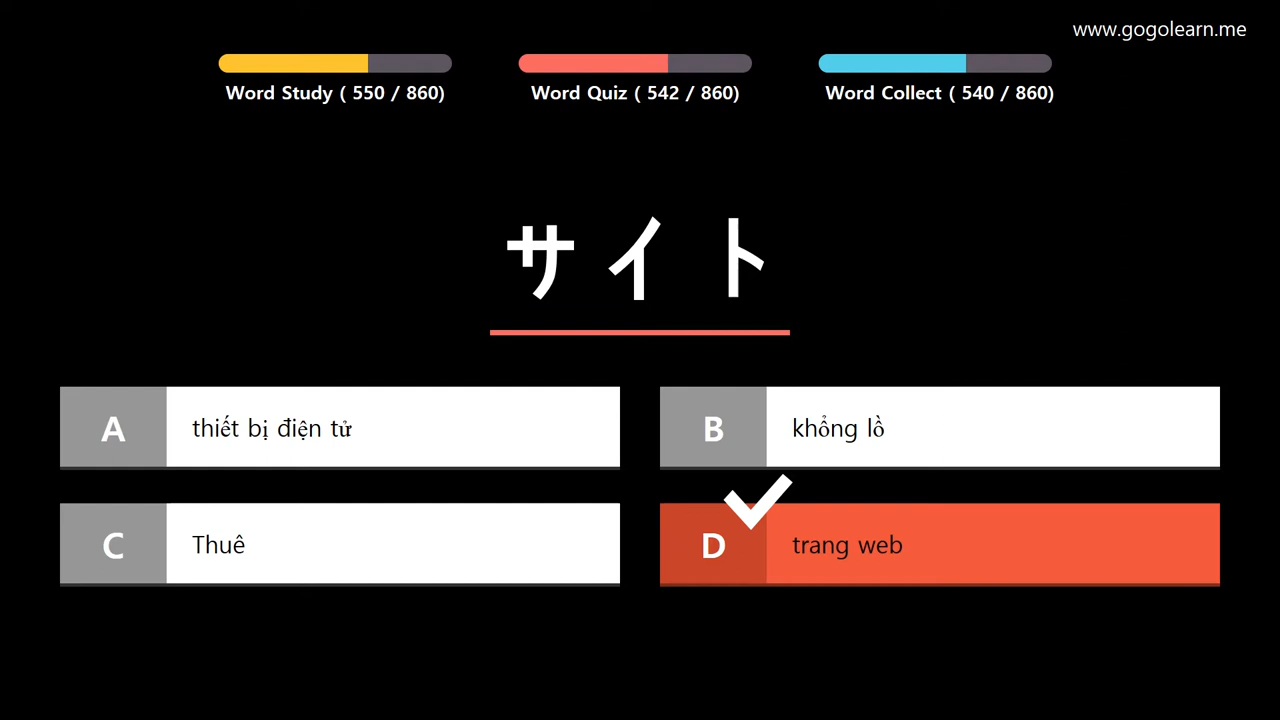 www.gogolearn.me
Word Study ( 550 / 860)
Word Quiz ( 542 / 860)
Word Collect ( 540 / 860)
サイト
A thiết bị điện tử
B khổng lồ
C Thuê
D trang web